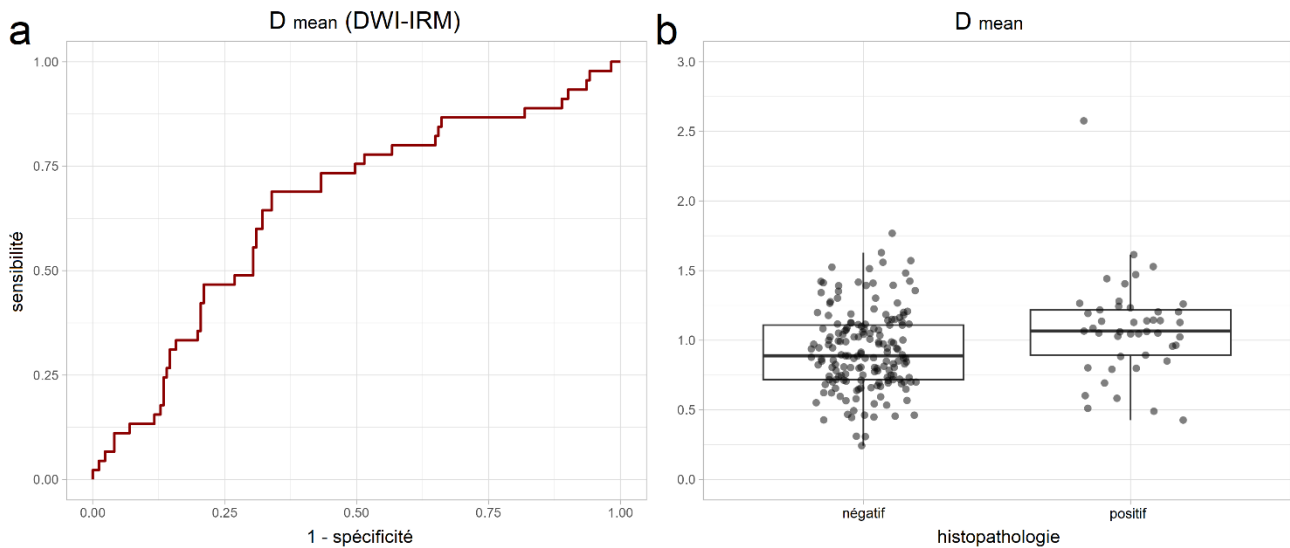 a
D mean (DWI-IRM)
1.00
0.75
0.50
0.25
0.00
sensibilité
0.00
0.25
0.50
0.75
1.00
1 - spécificité
b
D mean
3.0
2.5
2.0
1.5
1.0
0.5
0.0
négatif
positif
histopathologie